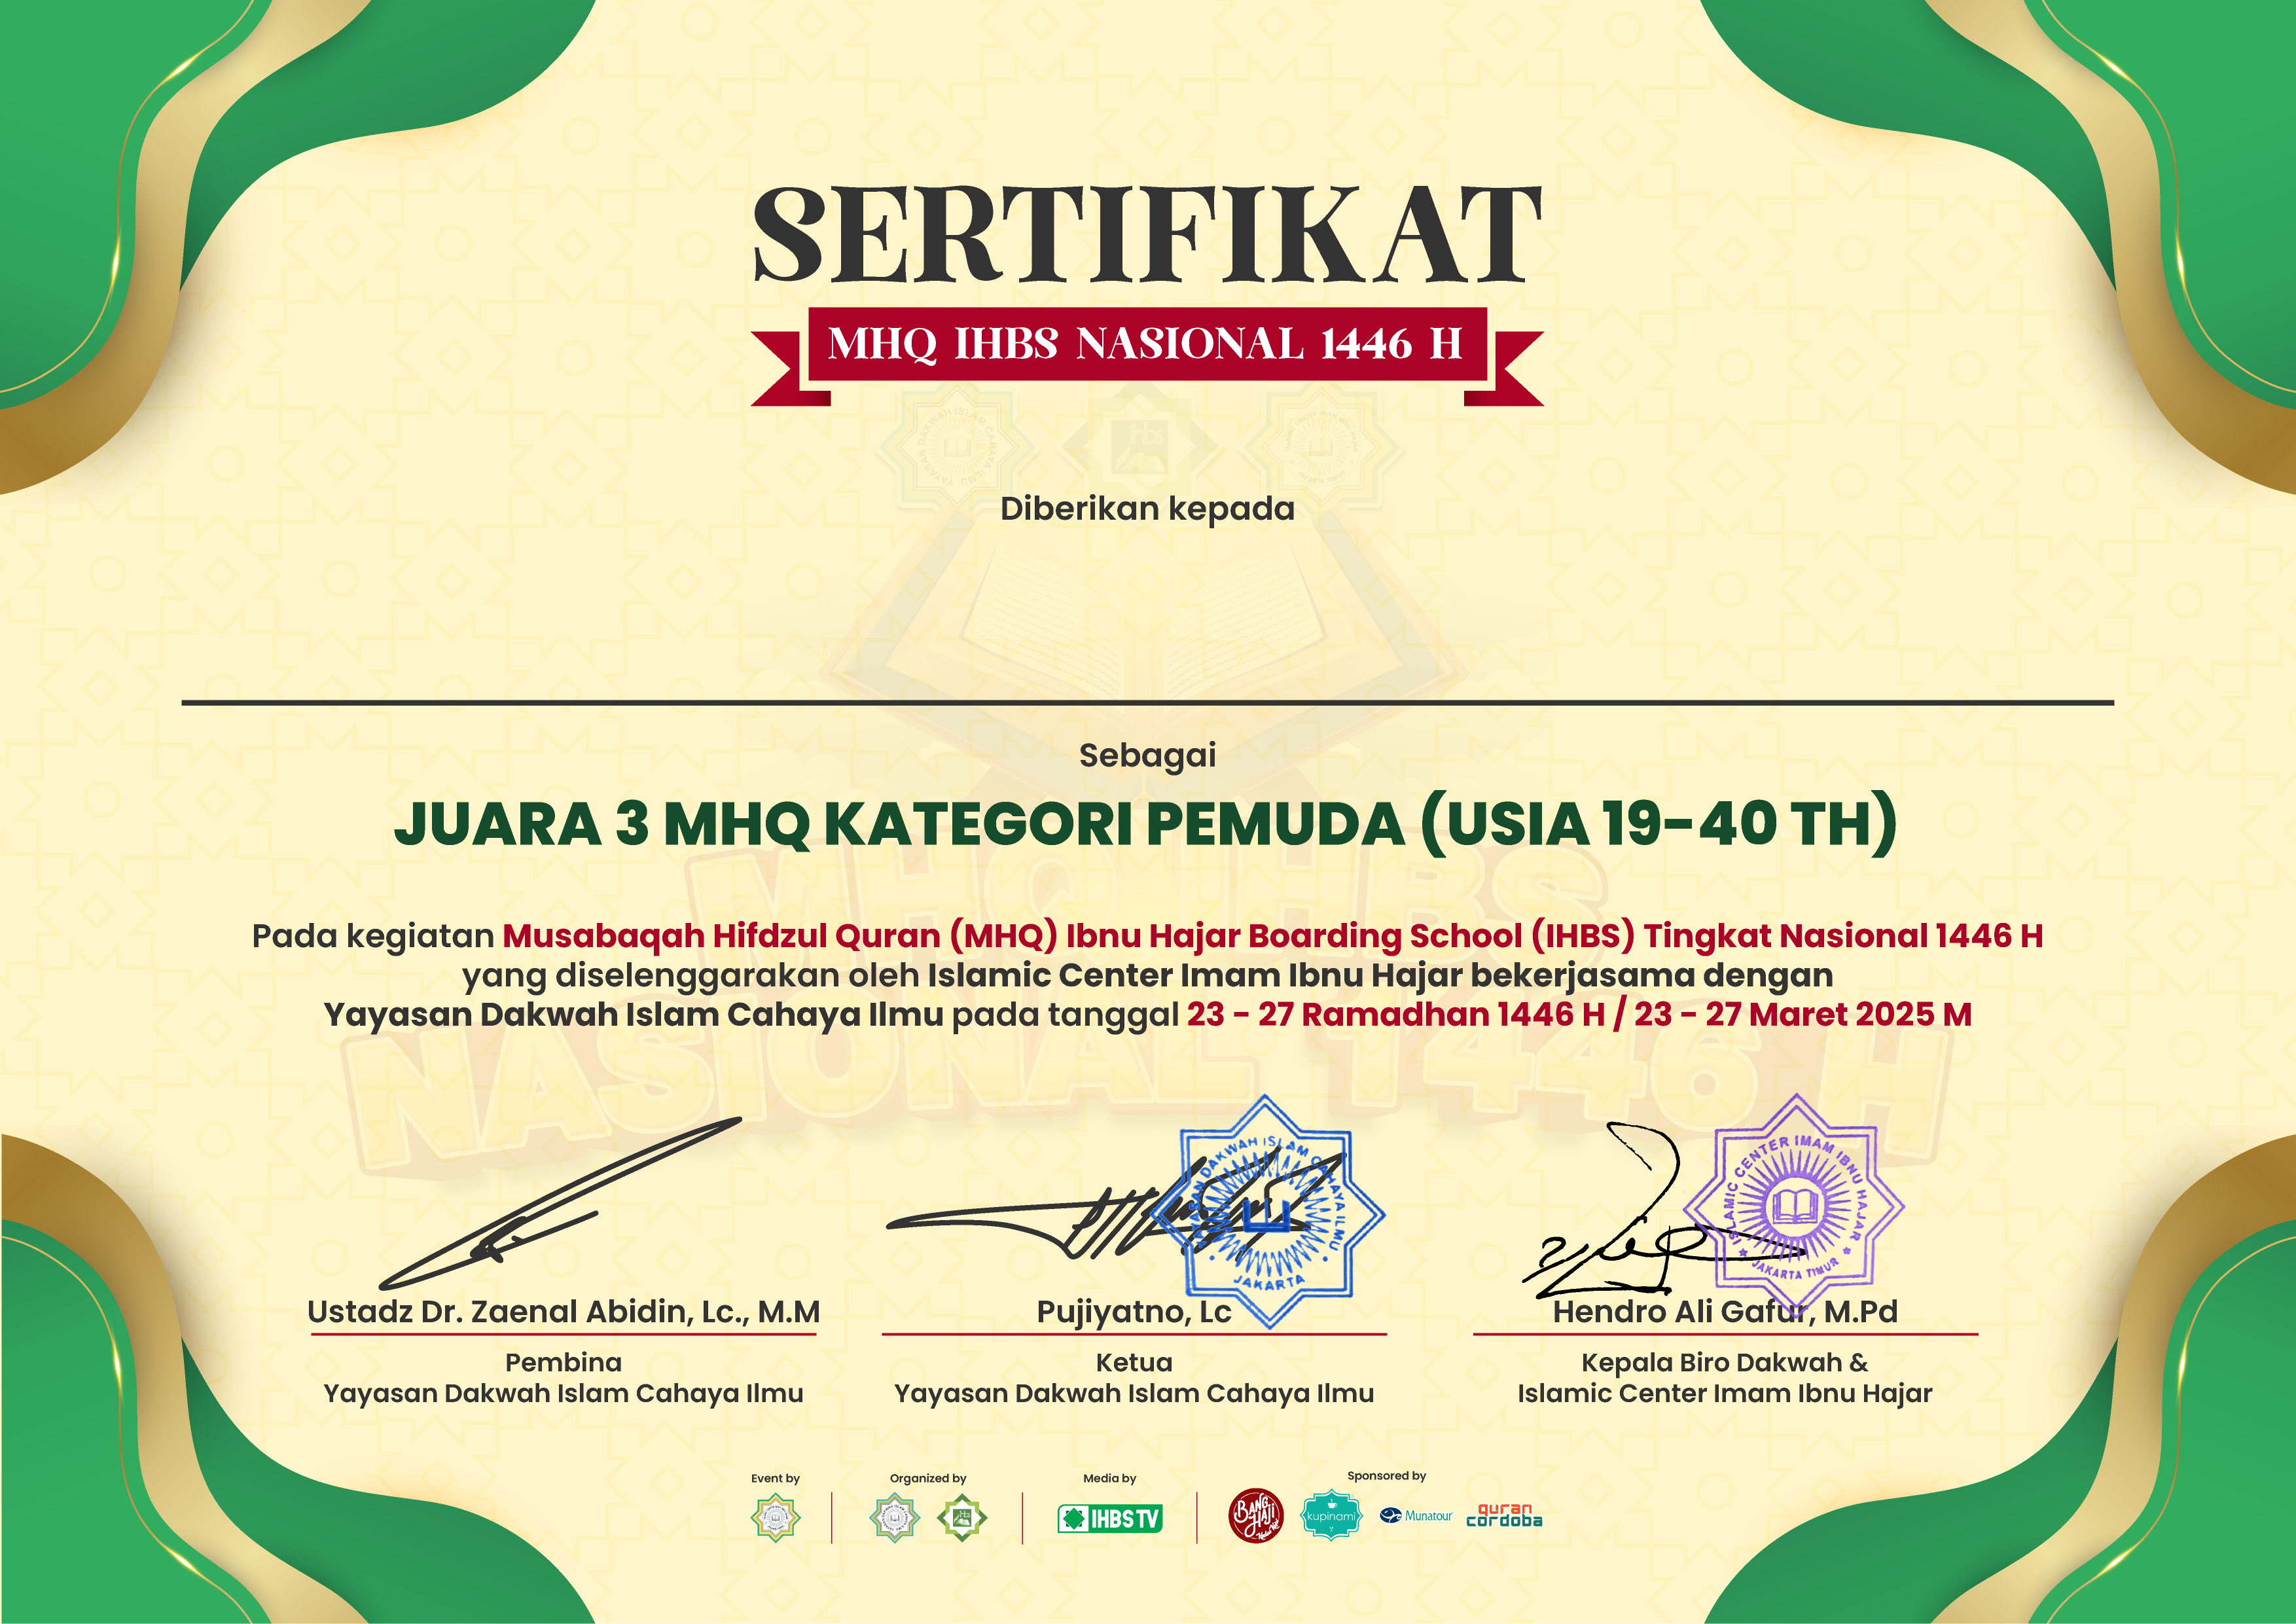 SERTIFIKAT
MHQ IHBS NASIONAL 1446 H
Diberikan kepada
Sebagai
JUARA 3 MHQ KATEGORI PEMUDA (USIA 19-40 TH)
MHQ IHBS
NASIONAL 1446 H
Pada kegiatan Musabaqah Hifdzul Quran (MHQ) Ibnu Hajar Boarding School (IHBS) Tingkat Nasional 1446 H
yang diselenggarakan oleh Islamic Center Imam Ibnu Hajar bekerjasama dengan
Yayasan Dakwah Islam Cahaya Ilmu pada tanggal 23 - 27 Ramadhan 1446 H / 23 - 27 Maret 2025 M
YAYASAN DAKWAH ISLAM CAHAYA ILMU
JAKARTA
ISLAMIC CENTER IMAM IBNU HAJAR
JAKARTA TIMUR
Ustadz Dr. Zaenal Abidin, Lc., M.M
Pembina
Yayasan Dakwah Islam Cahaya Ilmu
Pujiyatno, Lc
Ketua
Yayasan Dakwah Islam Cahaya Ilmu
Hendro Ali Gafur, M.Pd
Kepala Biro Dakwah &
Islamic Center Imam Ibnu Hajar
Event by
Organized by
Media by
IHBS TV
Sponsored by
BANG HAJI
kupinami
Munatour
quran
cordoba